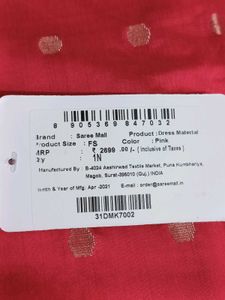 8 905369 847032
Brand : Saree Mall Product : Dress Material
Product Size : FS Color : Pink
MRP : ₹ 2699 .00 /- ( Inclusive of Taxes )
Qty : 1N
Manufactured By : B-4024 Aashirwad Textile Market, Puna Kumbhariya,
Magob, Surat-395010 (Guj.) INDIA
Month & Year of Mfg. Apr -2021 E-mail : order@sareemall.in
31DMK7002